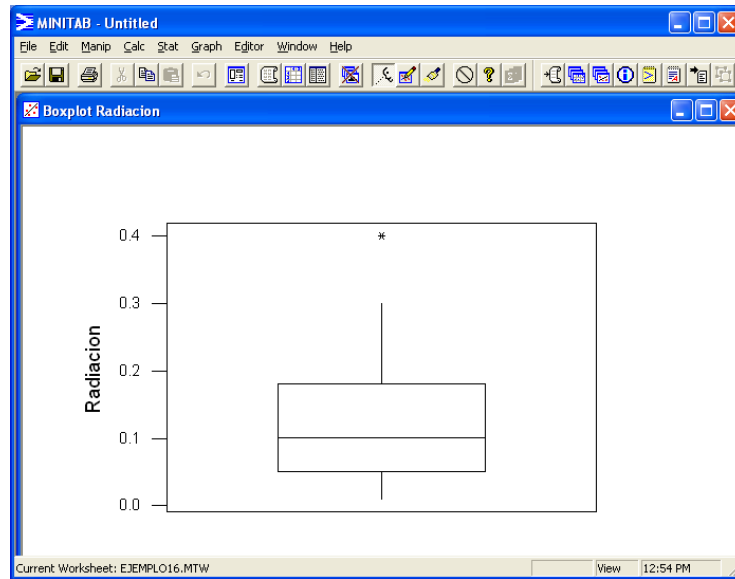 MINITAB - Untitled
File Edit Manip Calc Stat Graph Editor Window Help
Boxplot Radiacion
0.4
0.3
0.2
0.1
0.0
Radiacion
Current Worksheet: EJEMPLO16.MTW View 12:54 PM